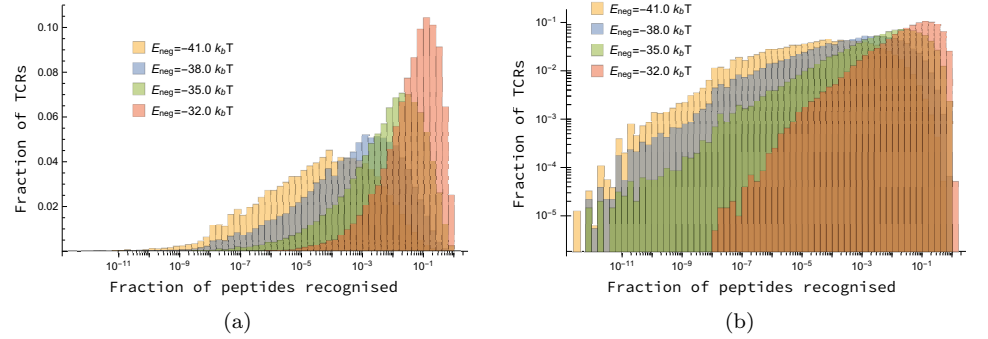 E_neg=-41.0 k_bT
E_neg=-38.0 k_bT
E_neg=-35.0 k_bT
E_neg=-32.0 k_bT
0.10
0.08
0.06
0.04
0.02
Fraction of TCRs
10^-11 10^-9 10^-7 10^-5 10^-3 10^-1
Fraction of peptides recognised
(a)
E_neg=-41.0 k_bT
E_neg=-38.0 k_bT
E_neg=-35.0 k_bT
E_neg=-32.0 k_bT
10^-1
10^-2
10^-3
10^-4
10^-5
Fraction of TCRs
10^-11 10^-9 10^-7 10^-5 10^-3 10^-1
Fraction of peptides recognised
(b)